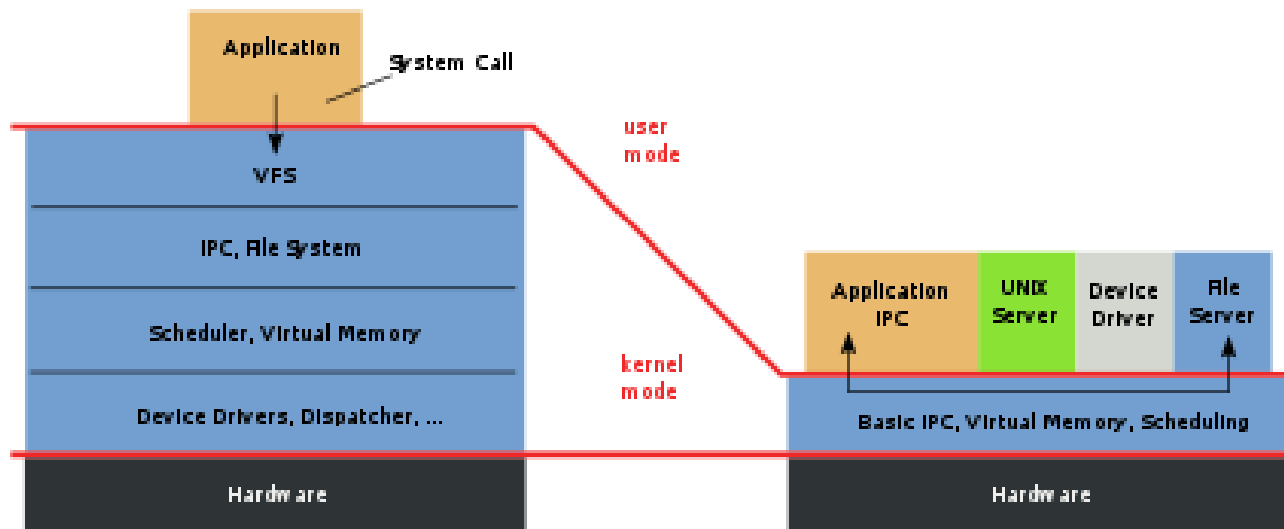 Application
System Call
VFS
IPC, File System
Scheduler, Virtual Memory
Device Drivers, Dispatcher, ...
Hardware
user
mode
kernel
mode
Application
IPC
UNIX
Server
Device
Driver
File
Server
Basic IPC, Virtual Memory, Scheduling
Hardware